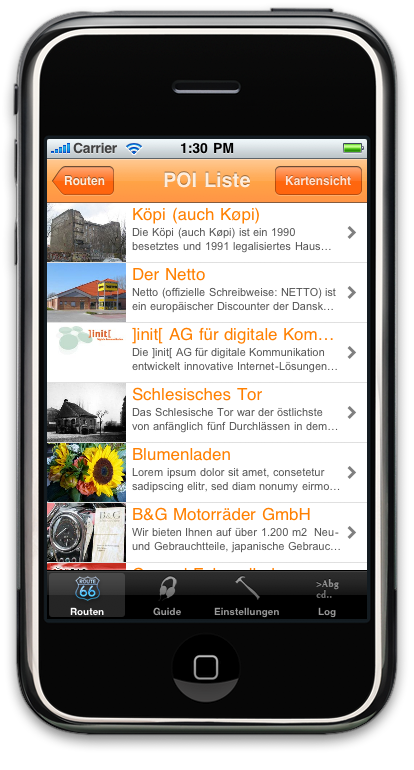 Carrier
1:30 PM
Routen
POI Liste
Kartensicht
Köpi (auch Køpi)
Die Köpi (auch Køpi) ist ein 1990
besetztes und 1991 legalisiertes Haus…
Der Netto
Netto (offizielle Schreibweise: NETTO) ist
ein europäischer Discounter der Dansk…
]init[
]init[ AG für digitale Kom…
Die ]init[ AG für digitale Kommunikation
entwickelt innovative Internet-Lösungen…
Schlesisches Tor
Das Schlesische Tor war der östlichste
von anfänglich fünf Durchlässen in dem…
Blumenladen
Lorem ipsum dolor sit amet, consetetur
sadipscing elitr, sed diam nonumy eirmo…
B&G
B&G Motorräder GmbH
Wir bieten Ihnen auf über 1.200 m2 Neu-
und Gebrauchtteile, japanische Gebrauc…
ROUTE
66
>Abg
cd..
Routen
Guide
Einstellungen
Log